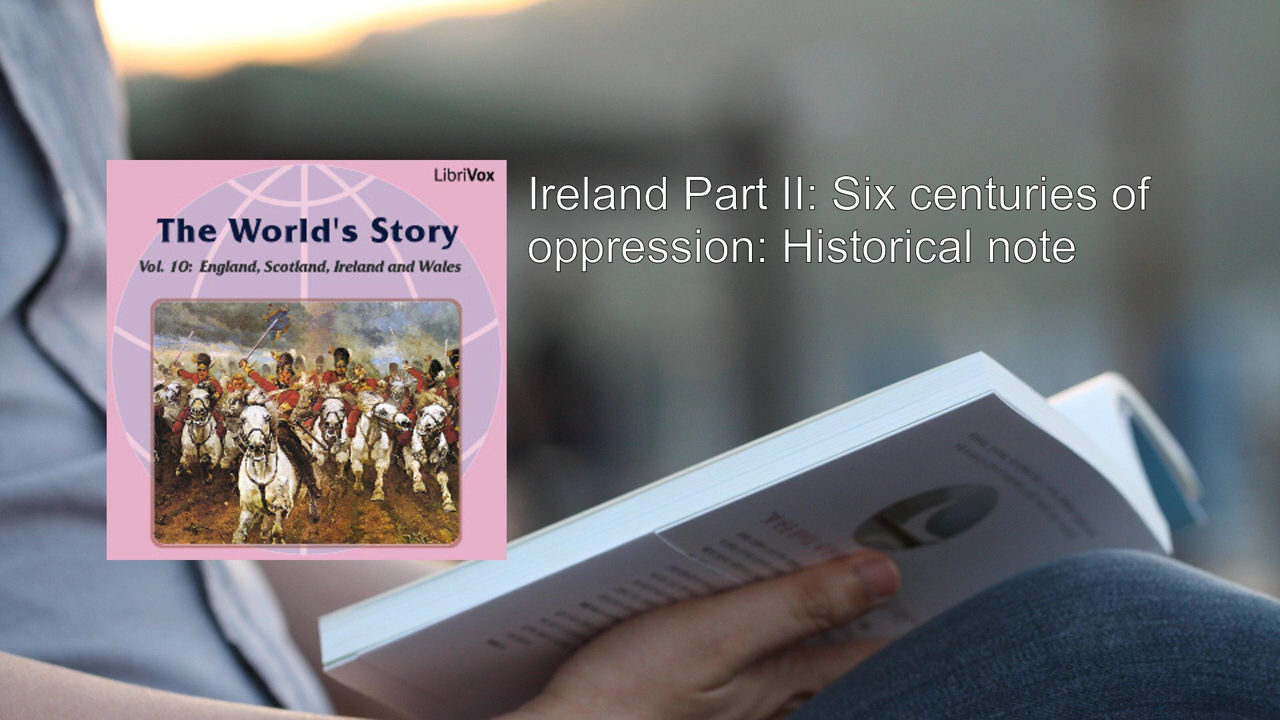 LibriVox
The World's Story
Vol. 10: England, Scotland, Ireland and Wales
Ireland Part II: Six centuries of
oppression: Historical note